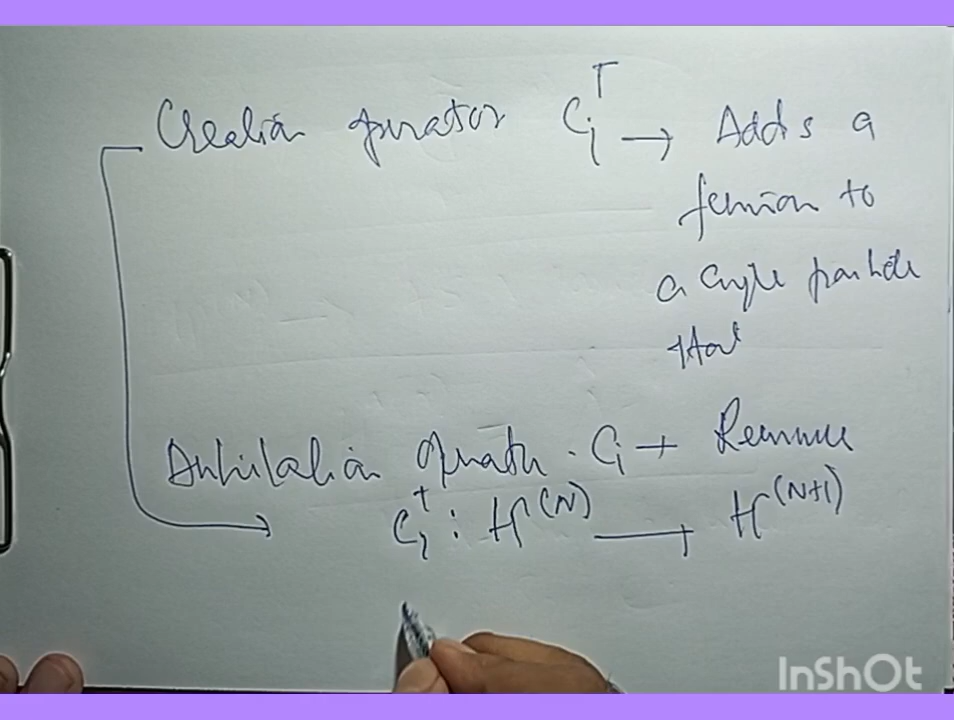 Creation operator C_i^† → Adds a
fermion to
a single particle
state
Annihilation operator . C_i → Remove
C_i^† : H^(N) → H^(N+1)
InShOt